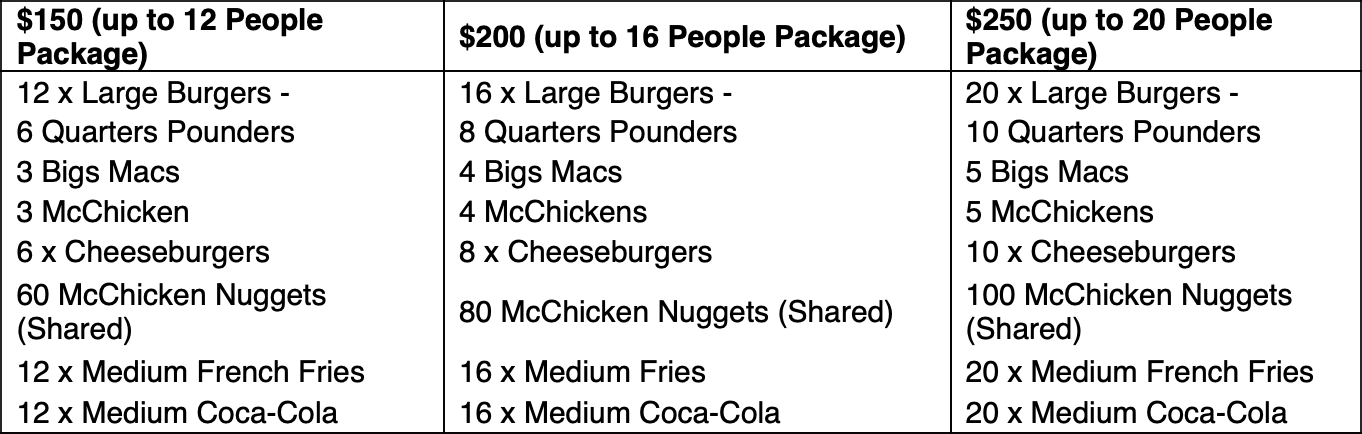 $150 (up to 12 People
Package)
$200 (up to 16 People Package)
$250 (up to 20 People
Package)
12 x Large Burgers -
16 x Large Burgers -
20 x Large Burgers -
6 Quarters Pounders
8 Quarters Pounders
10 Quarters Pounders
3 Bigs Macs
4 Bigs Macs
5 Bigs Macs
3 McChicken
4 McChickens
5 McChickens
6 x Cheeseburgers
8 x Cheeseburgers
10 x Cheeseburgers
60 McChicken Nuggets
(Shared)
80 McChicken Nuggets (Shared)
100 McChicken Nuggets
(Shared)
12 x Medium French Fries
16 x Medium Fries
20 x Medium French Fries
12 x Medium Coca-Cola
16 x Medium Coca-Cola
20 x Medium Coca-Cola